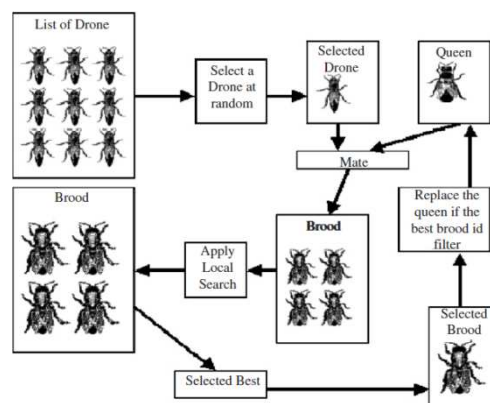 List of Drone
Select a
Drone at
random
Selected
Drone
Queen
Mate
Brood
Apply
Local
Search
Brood
Replace the
queen if the
best brood id
filter
Selected Best
Selected
Brood